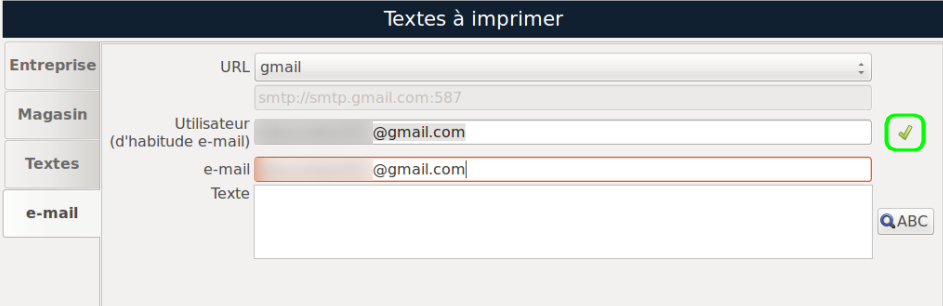 Textes à imprimer
Entreprise
Magasin
Textes
e-mail
URL gmail
smtp://smtp.gmail.com:587
Utilisateur
(d'habitude e-mail) @gmail.com
e-mail @gmail.com
Texte
ABC